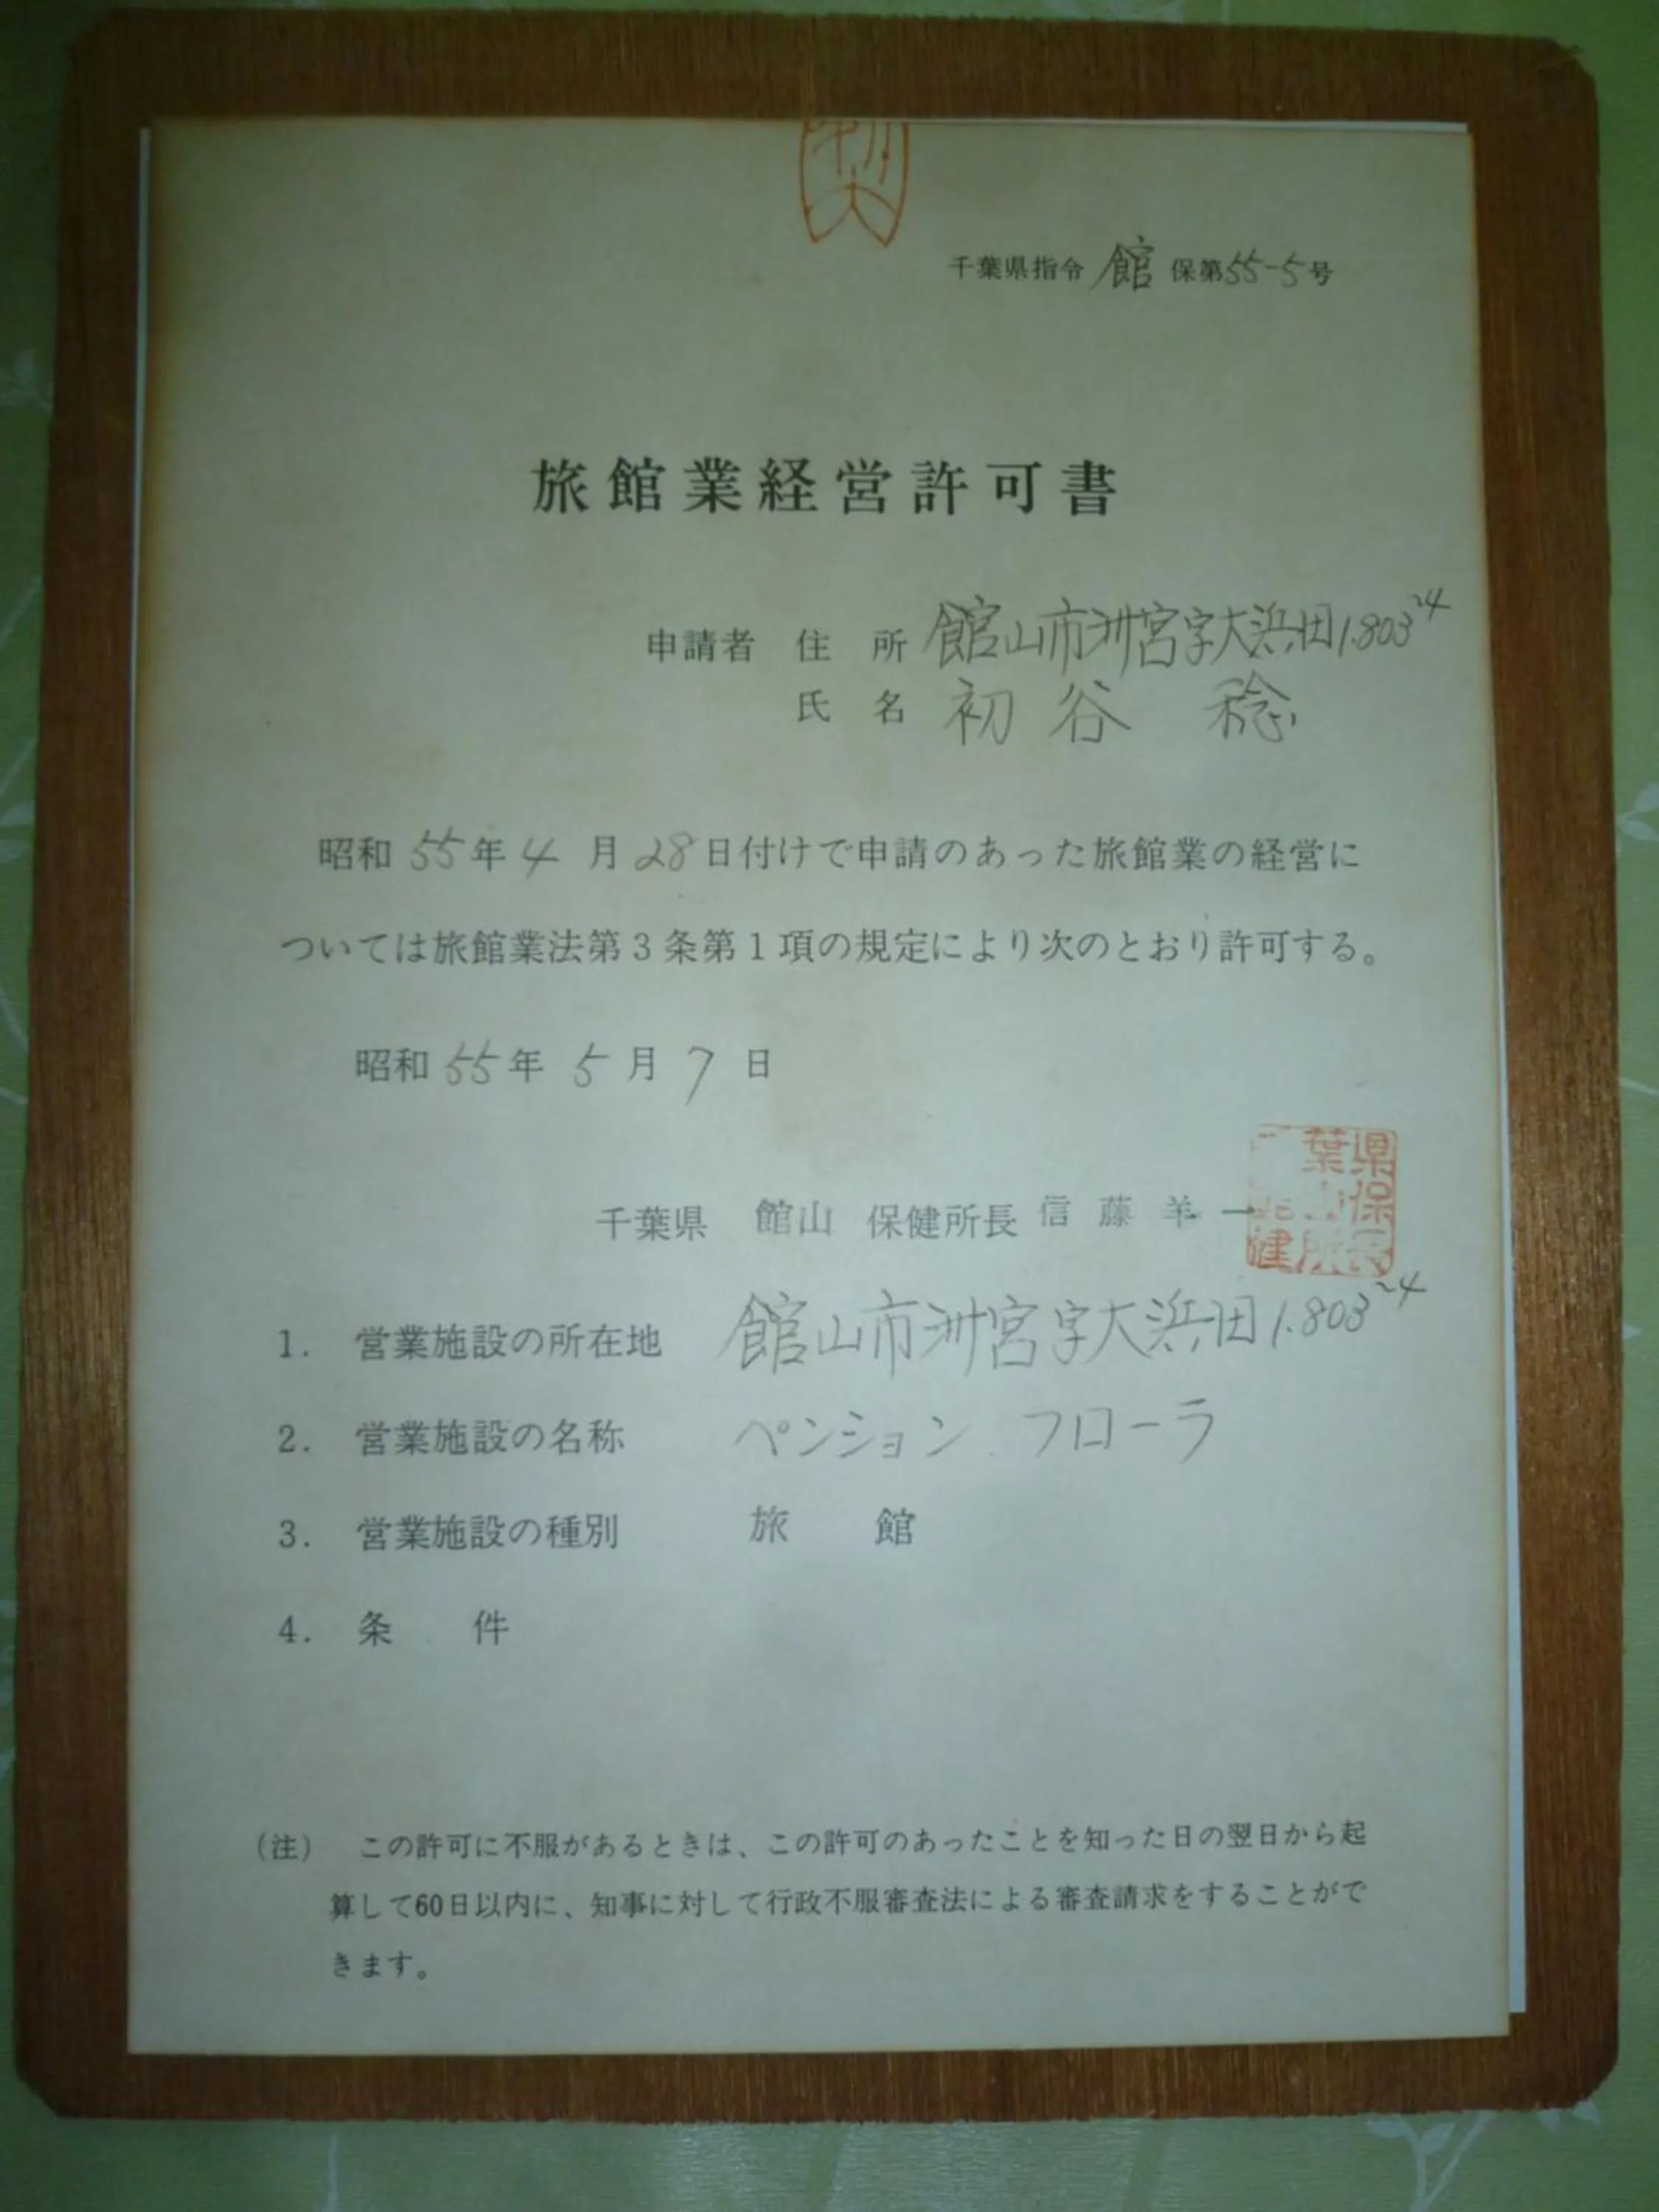 千葉県指令 館 保第55-5号
旅館業経営許可書
申請者 住所 館山市洲宮字大浜田1.803~4
氏名 初谷 稔
昭和55年4月28日付けで申請のあった旅館業の経営に
ついては旅館業法第3条第1項の規定により次のとおり許可する。
昭和55年5月7日
千葉県 館山 保健所長 信藤羊一
1. 営業施設の所在地 館山市洲宮字大浜田1.803~4
2. 営業施設の名称 ペンション フローラ
3. 営業施設の種別 旅館
4. 条件
(注) この許可に不服があるときは、この許可のあったことを知った日の翌日から起
算して60日以内に、知事に対して行政不服審査法による審査請求をすることがで
きます。